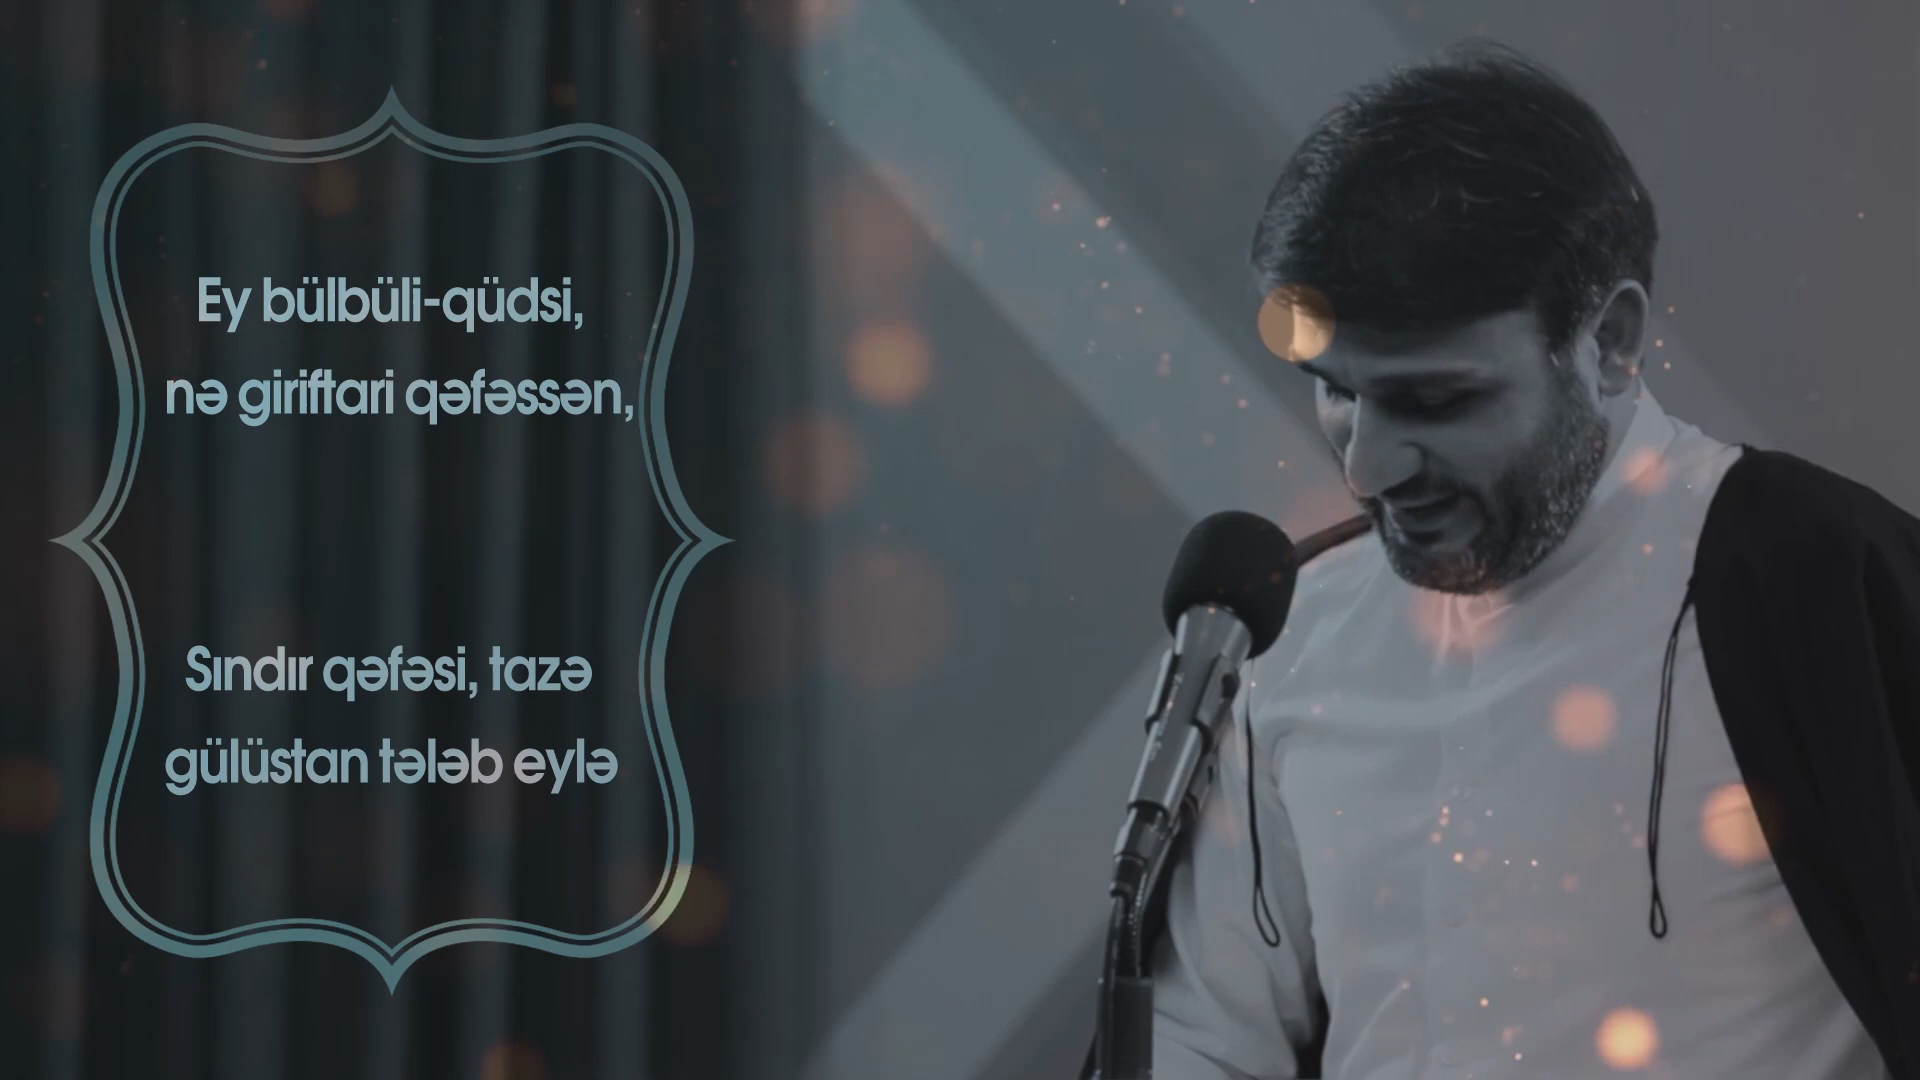 Ey bülbüli-qüdsi,
nə giriftari qəfəssən,
Sındır qəfəsi, tazə
gülüstan tələb eylə